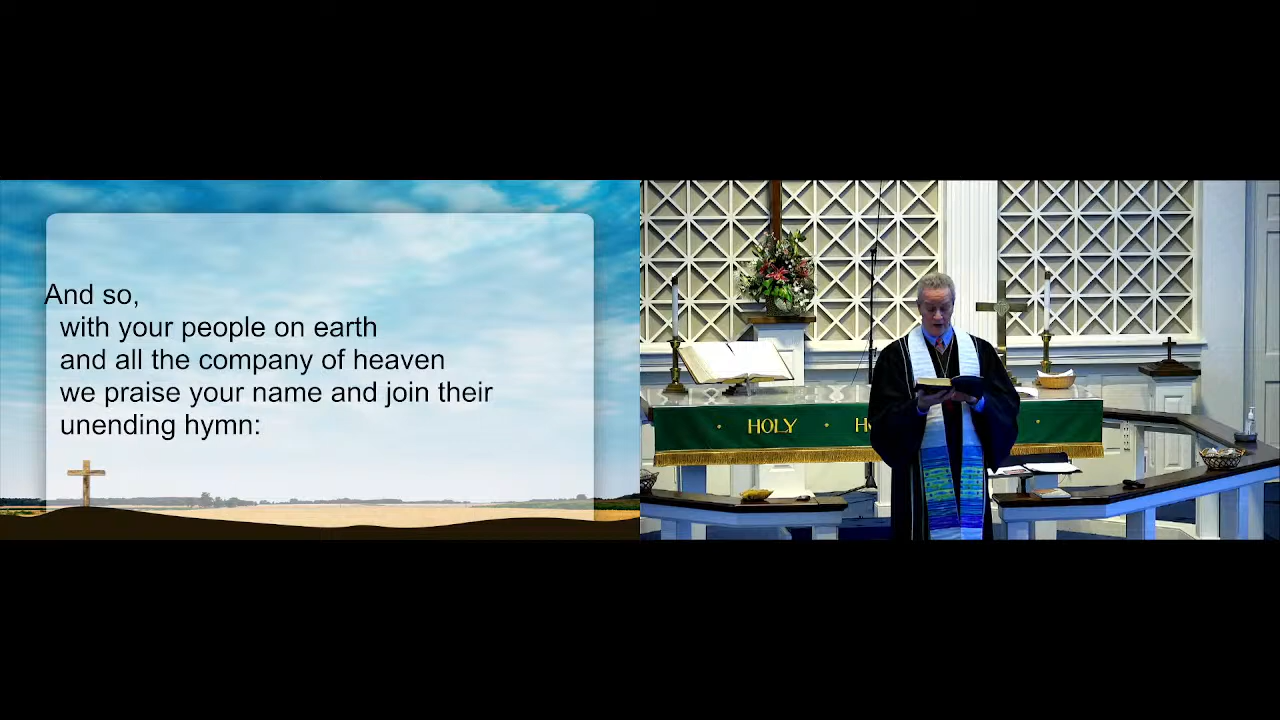 And so,
with your people on earth
and all the company of heaven
we praise your name and join their
unending hymn:
HOLY